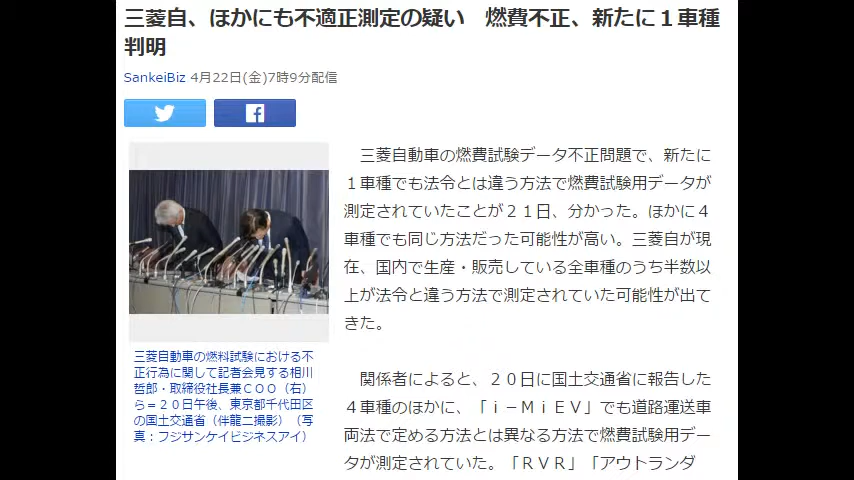 三菱自、ほかにも不適正測定の疑い　燃費不正、新たに１車種
判明
SankeiBiz 4月22日(金)7時9分配信
三菱自動車の燃料試験における不
正行為に関して記者会見する相川
哲郎・取締役社長兼ＣＯＯ（右）
ら＝２０日午後、東京都千代田区
の国土交通省（伴龍二撮影）（写
真：フジサンケイビジネスアイ）
　三菱自動車の燃費試験データ不正問題で、新たに
１車種でも法令とは違う方法で燃費試験用データが
測定されていたことが２１日、分かった。ほかに４
車種でも同じ方法だった可能性が高い。三菱自が現
在、国内で生産・販売している全車種のうち半数以
上が法令と違う方法で測定されていた可能性が出て
きた。
　関係者によると、２０日に国土交通省に報告した
４車種のほかに、「ｉ－ＭｉＥＶ」でも道路運送車
両法で定める方法とは異なる方法で燃費試験用デー
タが測定されていた。「ＲＶＲ」「アウトランダ